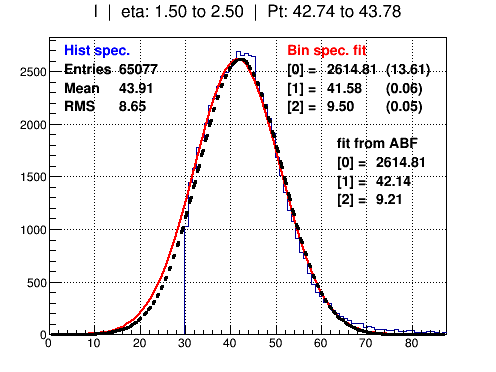 I | eta: 1.50 to 2.50 | Pt: 42.74 to 43.78
Hist spec.
Entries 65077
Mean 43.91
RMS 8.65
Bin spec. fit
[0] = 2614.81 (13.61)
[1] = 41.58 (0.06)
[2] = 9.50 (0.05)
fit from ABF
[0] = 2614.81
[1] = 42.14
[2] = 9.21
2500
2000
1500
1000
500
0
0 10 20 30 40 50 60 70 80